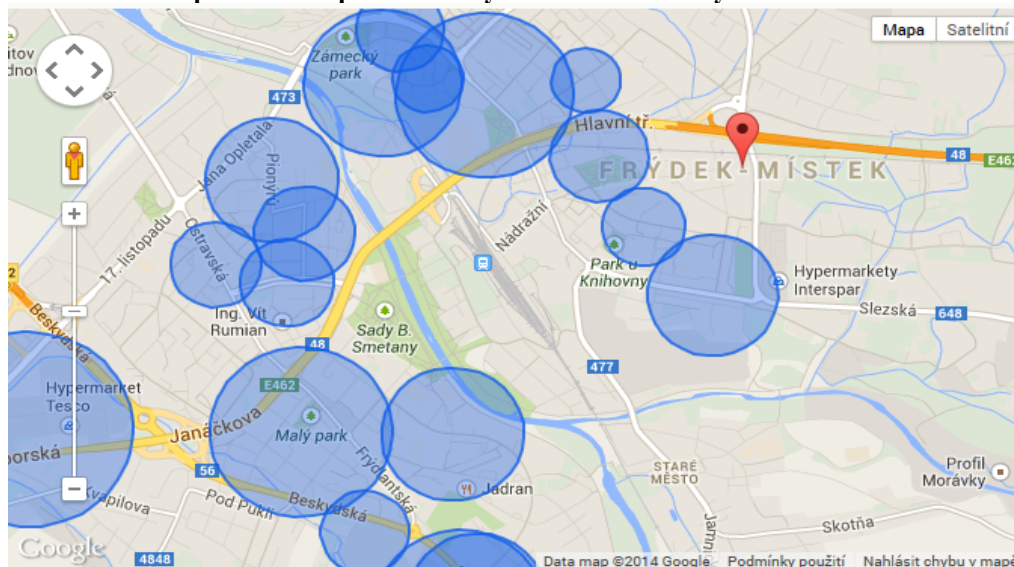 Mapa
Satelitní
Zámecký
park
473
Hlavní tř.
48
E462
FRÝDEK-MÍSTEK
Jana Opletala
Pionýrů
Nádražní
17. listopadu
Ostravská
Park u
Knihovny
Hypermarkety
Interspar
Slezská
648
Ing. Vít
Rumian
Sady B.
Smetany
Beskydská
48
477
E462
Hypermarket
Tesco
Janáčkova
Malý park
Frýdlantská
56
STARÉ
MĚSTO
Profil
Morávky
Jadran
Kvapilova
Pod Puklí
Beskydská
Skotňa
Google
4848
Data map ©2014 Google
Podmínky použití
Nahlásit chybu v mapě